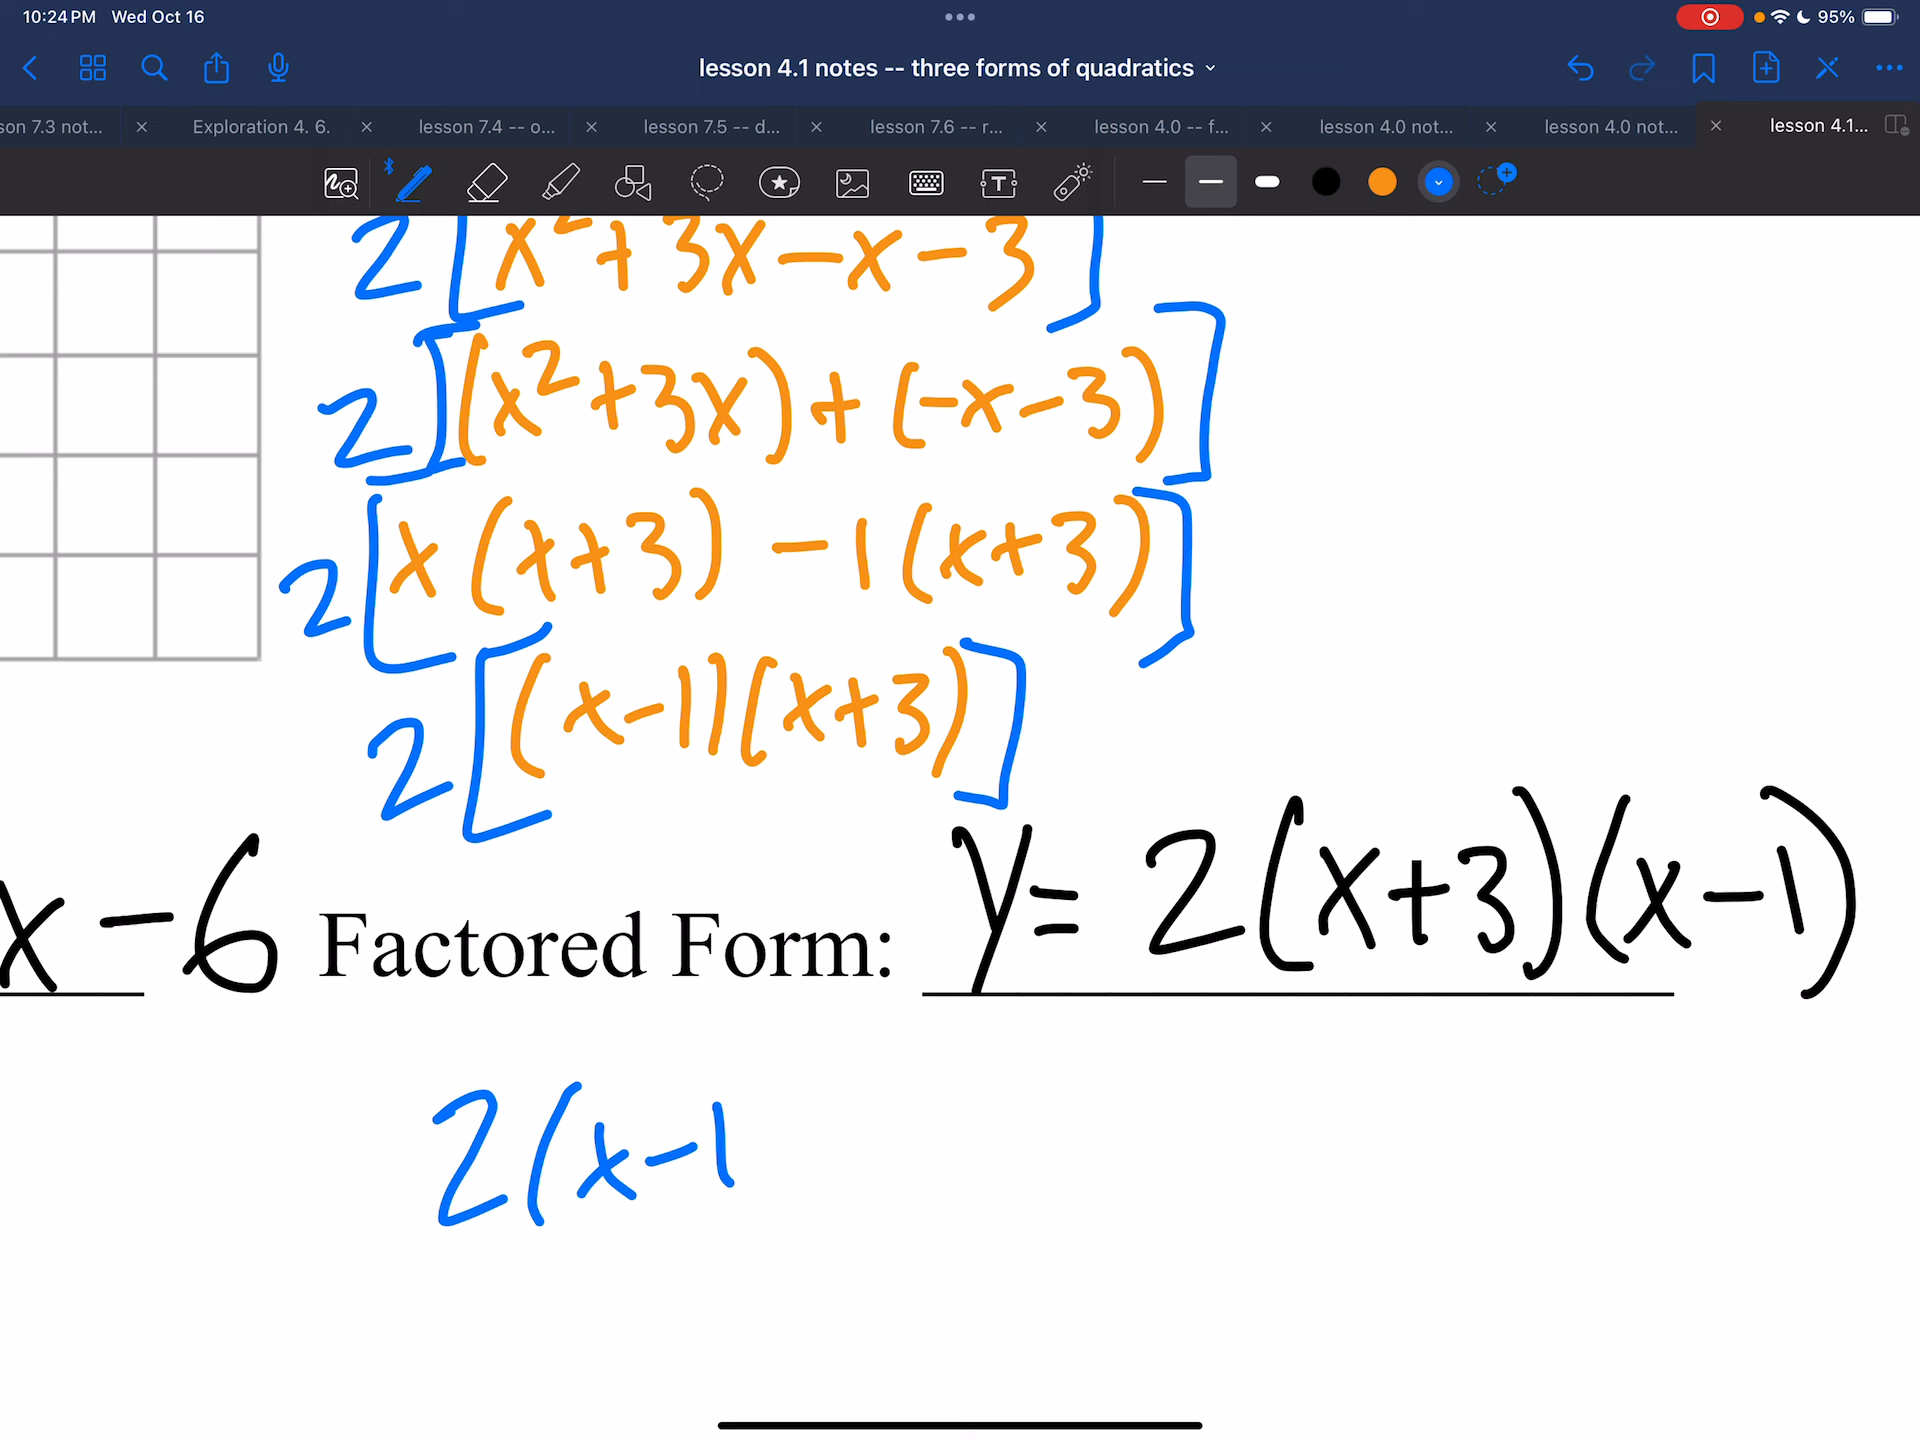 10:24 PM Wed Oct 16
95%
lesson 4.1 notes -- three forms of quadratics
son 7.3 not... Exploration 4. 6. lesson 7.4 -- o... lesson 7.5 -- d... lesson 7.6 -- r... lesson 4.0 -- f... lesson 4.0 not... lesson 4.0 not... lesson 4.1...
2[x²+3x-x-3]
2[(x²+3x)+(-x-3)]
2[x(x+3)-1(x+3)]
2[(x-1)(x+3)]
x-6 Factored Form: y=2(x+3)(x-1)
2(x-1